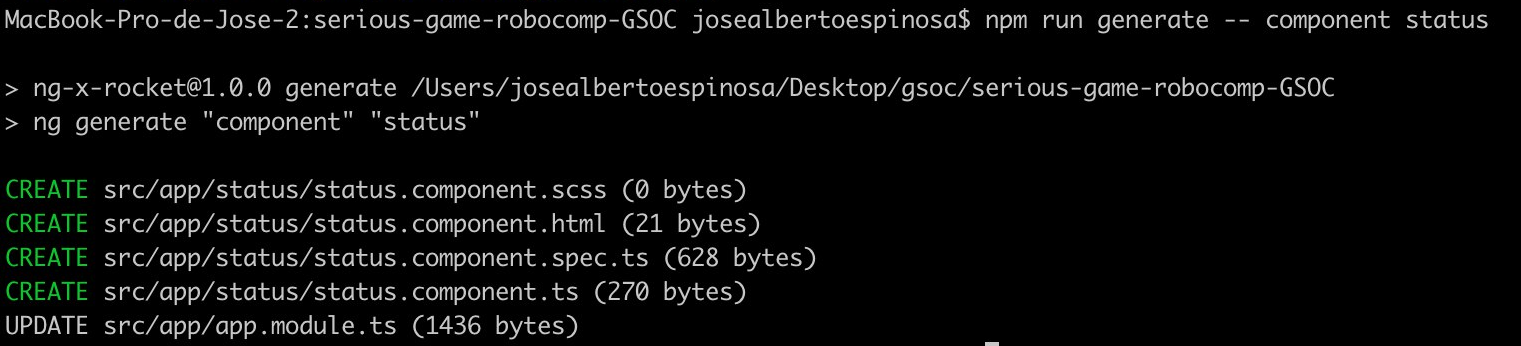 MacBook-Pro-de-Jose-2:serious-game-robocomp-GSOC josealbertoespinosa$ npm run generate -- component status
> ng-x-rocket@1.0.0 generate /Users/josealbertoespinosa/Desktop/gsoc/serious-game-robocomp-GSOC
> ng generate "component" "status"
CREATE src/app/status/status.component.scss (0 bytes)
CREATE src/app/status/status.component.html (21 bytes)
CREATE src/app/status/status.component.spec.ts (628 bytes)
CREATE src/app/status/status.component.ts (270 bytes)
UPDATE src/app/app.module.ts (1436 bytes)